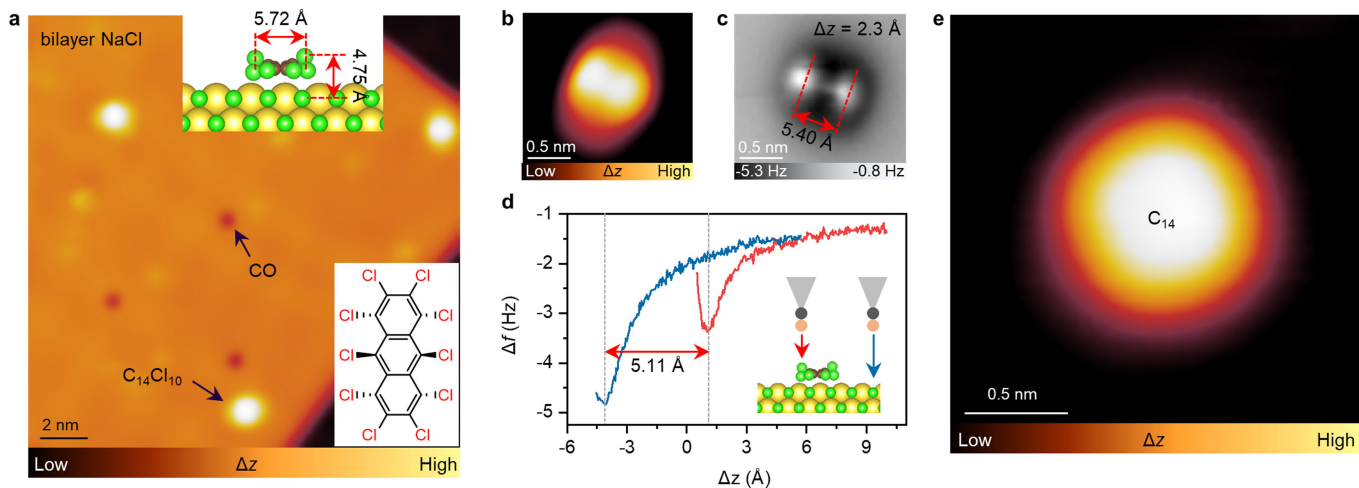 a
bilayer NaCl
5.72 Å
4.75 Å
CO
C₁₄Cl₁₀
2 nm
Cl Cl
Cl Cl
Cl Cl
Cl Cl
Cl Cl
Low Δz High
b
0.5 nm
Low Δz High
c
Δz = 2.3 Å
5.40 Å
0.5 nm
-5.3 Hz -0.8 Hz
d
-1
-2
-3
-4
-5
Δf (Hz)
5.11 Å
-6 -3 0 3 6 9
Δz (Å)
e
C₁₄
0.5 nm
Low Δz High